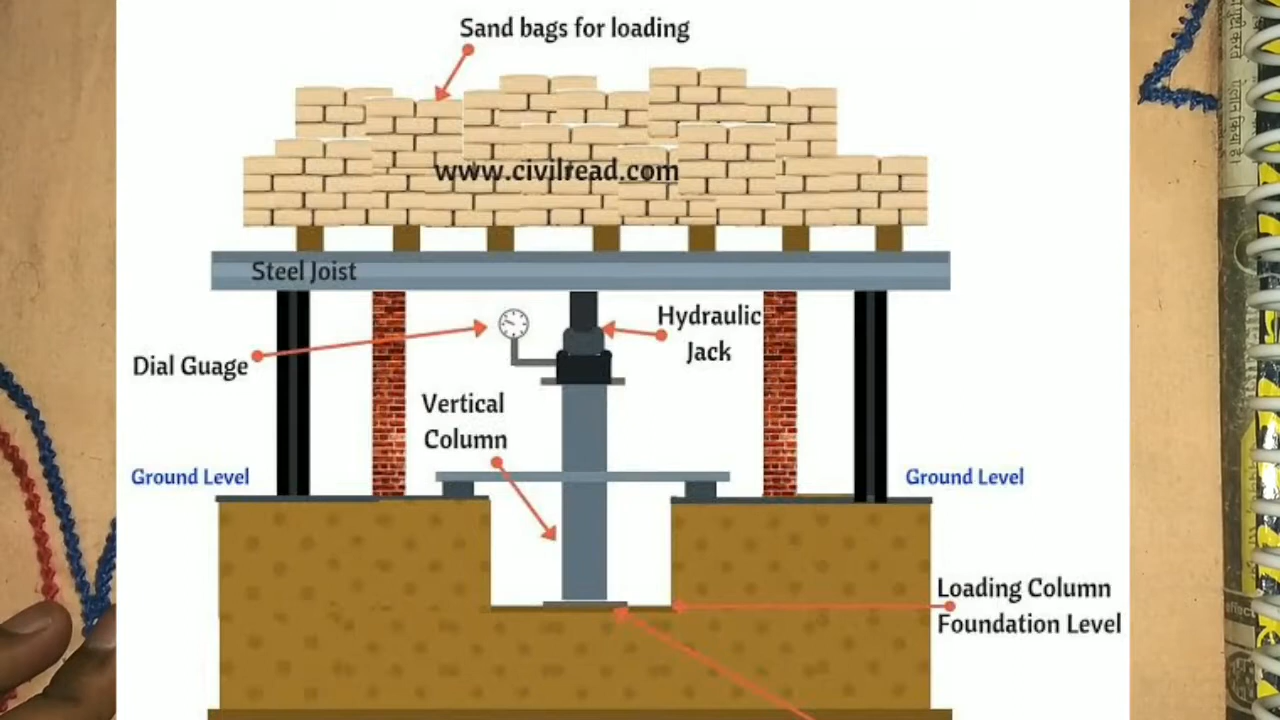 Sand bags for loading
www.civilread.com
Steel Joist
Hydraulic
Jack
Dial Guage
Vertical
Column
Ground Level
Ground Level
Loading Column
Foundation Level